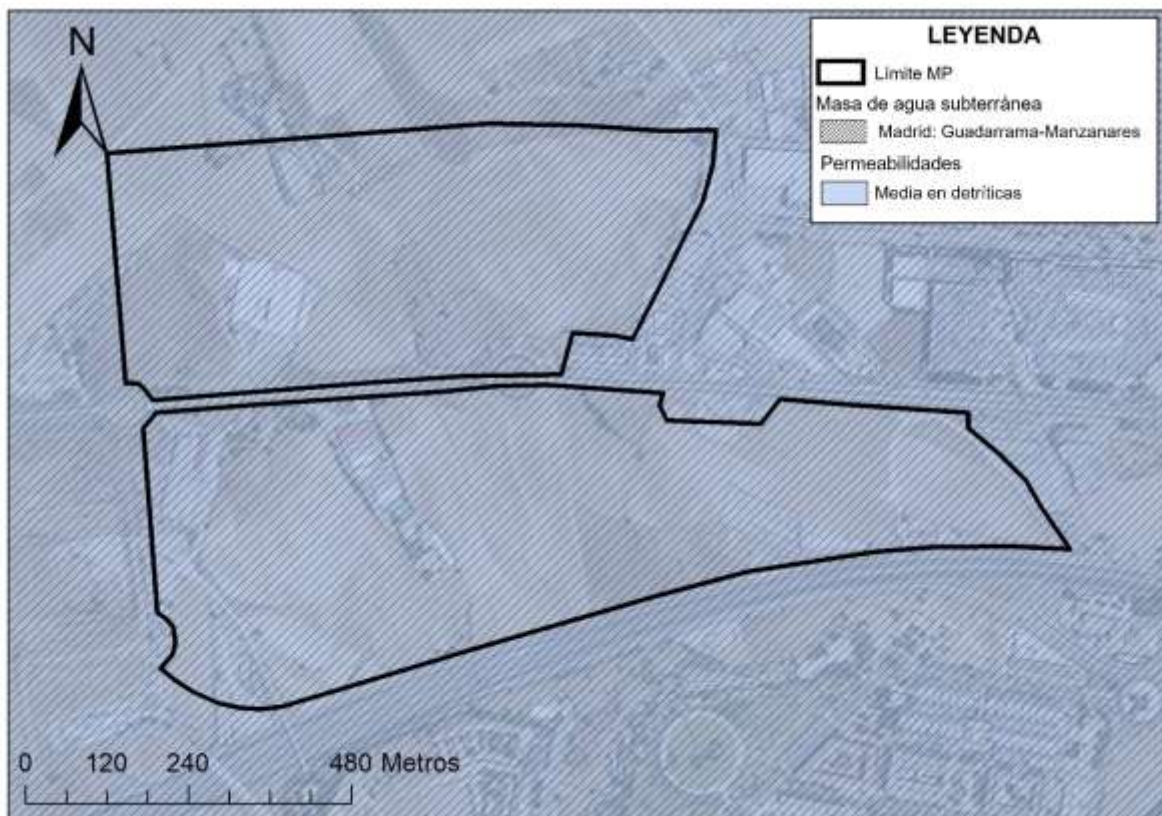 N
LEYENDA
Límite MP
Masa de agua subterránea
Madrid: Guadarrama-Manzanares
Permeabilidades
Media en detríticas
0 120 240 480 Metros